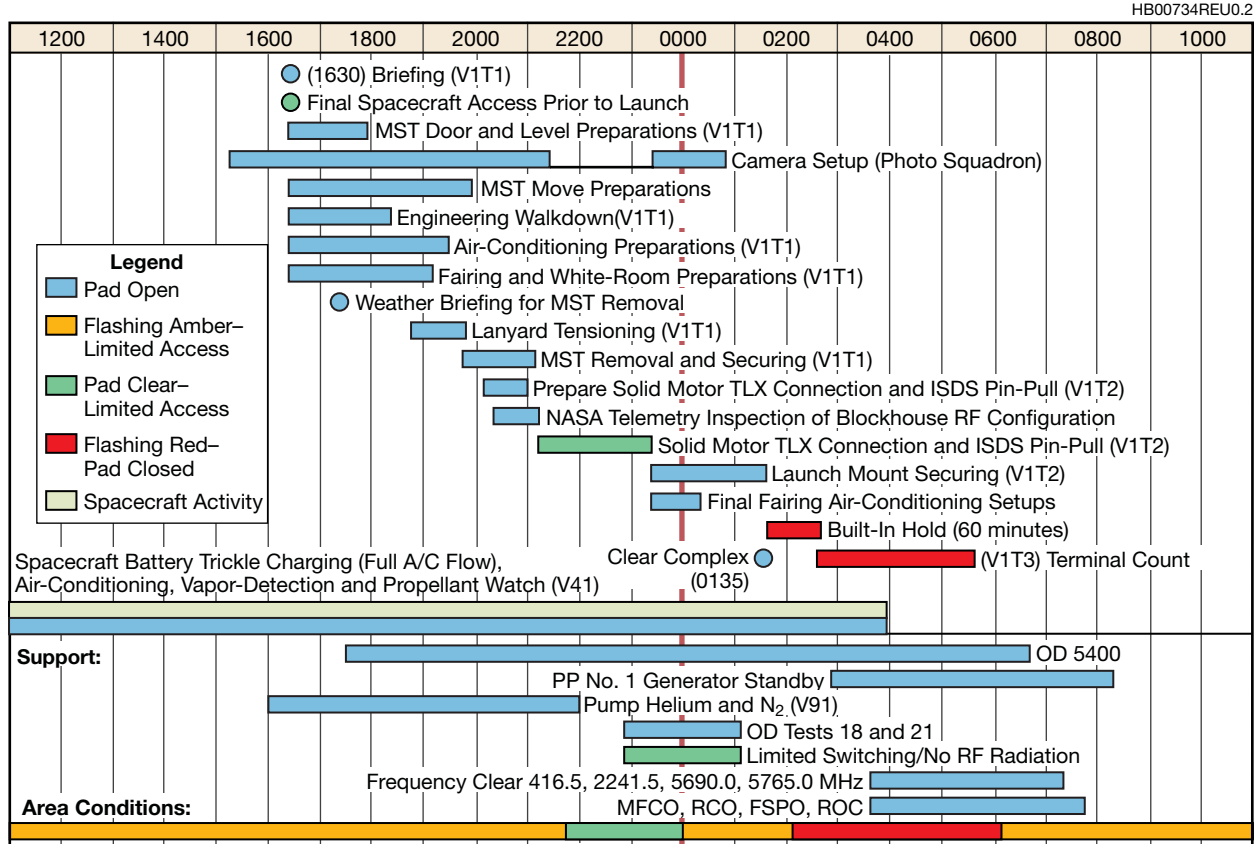 HB00734REU0.2
1200 1400 1600 1800 2000 2200 0000 0200 0400 0600 0800 1000
(1630) Briefing (V1T1)
Final Spacecraft Access Prior to Launch
MST Door and Level Preparations (V1T1)
Camera Setup (Photo Squadron)
MST Move Preparations
Engineering Walkdown(V1T1)
Air-Conditioning Preparations (V1T1)
Fairing and White-Room Preparations (V1T1)
Weather Briefing for MST Removal
Lanyard Tensioning (V1T1)
MST Removal and Securing (V1T1)
Prepare Solid Motor TLX Connection and ISDS Pin-Pull (V1T2)
NASA Telemetry Inspection of Blockhouse RF Configuration
Solid Motor TLX Connection and ISDS Pin-Pull (V1T2)
Launch Mount Securing (V1T2)
Final Fairing Air-Conditioning Setups
Built-In Hold (60 minutes)
Clear Complex
(0135)
(V1T3) Terminal Count
Legend
Pad Open
Flashing Amber–
Limited Access
Pad Clear–
Limited Access
Flashing Red–
Pad Closed
Spacecraft Activity
Spacecraft Battery Trickle Charging (Full A/C Flow),
Air-Conditioning, Vapor-Detection and Propellant Watch (V41)
Support:
OD 5400
PP No. 1 Generator Standby
Pump Helium and N2 (V91)
OD Tests 18 and 21
Limited Switching/No RF Radiation
Frequency Clear 416.5, 2241.5, 5690.0, 5765.0 MHz
Area Conditions:
MFCO, RCO, FSPO, ROC